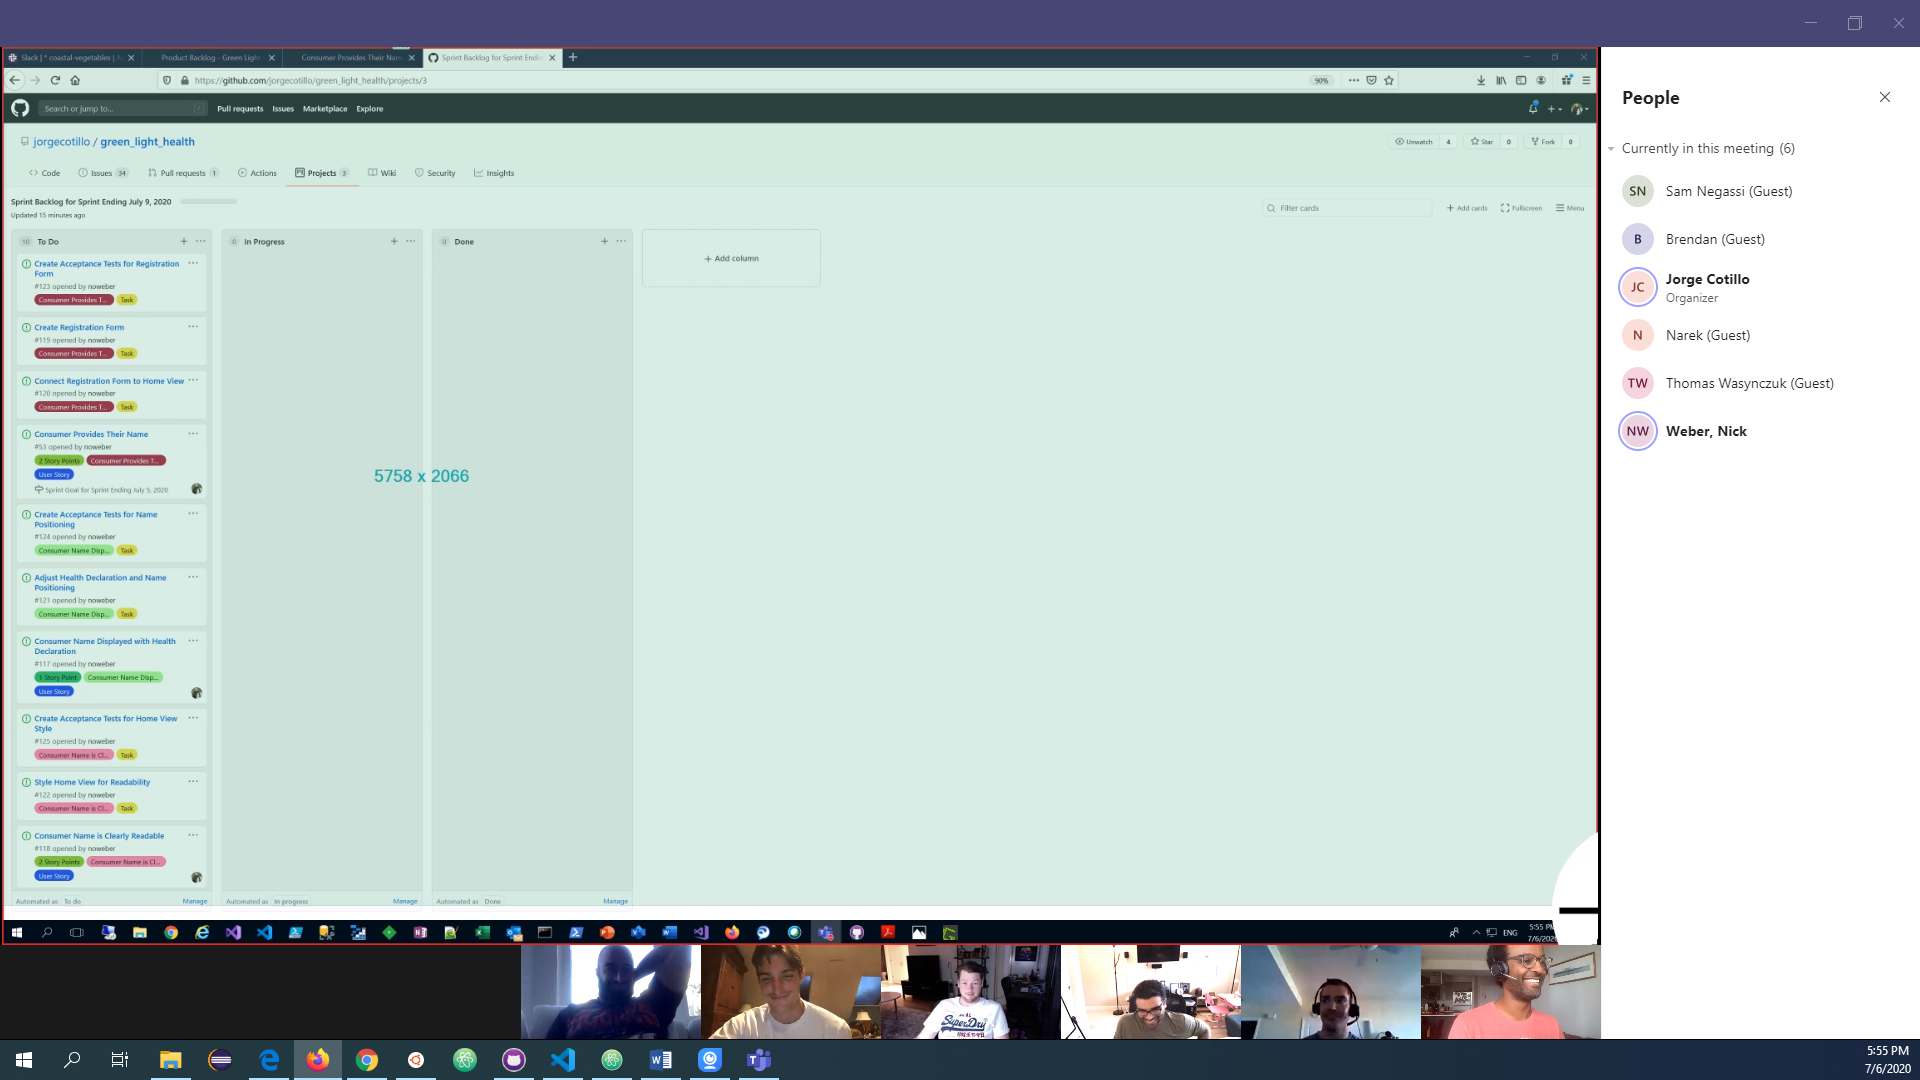 Slack | * coastal-vegetables |
Product Backlog - Green Light
Consumer Provides Their Nam
Sprint Backlog for Sprint Endin
https://github.com/jorgecotillo/green_light_health/projects/3
90%
Search or jump to...
/
Pull requests
Issues
Marketplace
Explore
jorgecotillo / green_light_health
Unwatch 4
Star 0
Fork 0
Code
Issues 34
Pull requests 1
Actions
Projects 3
Wiki
Security
Insights
Sprint Backlog for Sprint Ending July 9, 2020
Updated 15 minutes ago
Filter cards
+ Add cards
Fullscreen
Menu
10 To Do
Create Acceptance Tests for Registration
Form
#123 opened by noweber
Consumer Provides T... Task
Create Registration Form
#119 opened by noweber
Consumer Provides T... Task
Connect Registration Form to Home View
#120 opened by noweber
Consumer Provides T... Task
Consumer Provides Their Name
#53 opened by noweber
2 Story Points Consumer Provides T...
User Story
Sprint Goal for Sprint Ending July 5, 2020
Create Acceptance Tests for Name
Positioning
#124 opened by noweber
Consumer Name Disp... Task
Adjust Health Declaration and Name
Positioning
#121 opened by noweber
Consumer Name Disp... Task
Consumer Name Displayed with Health
Declaration
#117 opened by noweber
1 Story Point Consumer Name Disp...
User Story
Create Acceptance Tests for Home View
Style
#125 opened by noweber
Consumer Name is Cl... Task
Style Home View for Readability
#122 opened by noweber
Consumer Name is Cl... Task
Consumer Name is Clearly Readable
#118 opened by noweber
2 Story Points Consumer Name is Cl...
User Story
Automated as To do
Manage
0 In Progress
Automated as In progress
Manage
0 Done
Automated as Done
Manage
+ Add column
5758 x 2066
ENG
5:55 PM
7/6/2020
People
Currently in this meeting (6)
SN Sam Negassi (Guest)
B Brendan (Guest)
JC Jorge Cotillo
Organizer
N Narek (Guest)
TW Thomas Wasynczuk (Guest)
NW Weber, Nick
SuperDry
5:55 PM
7/6/2020